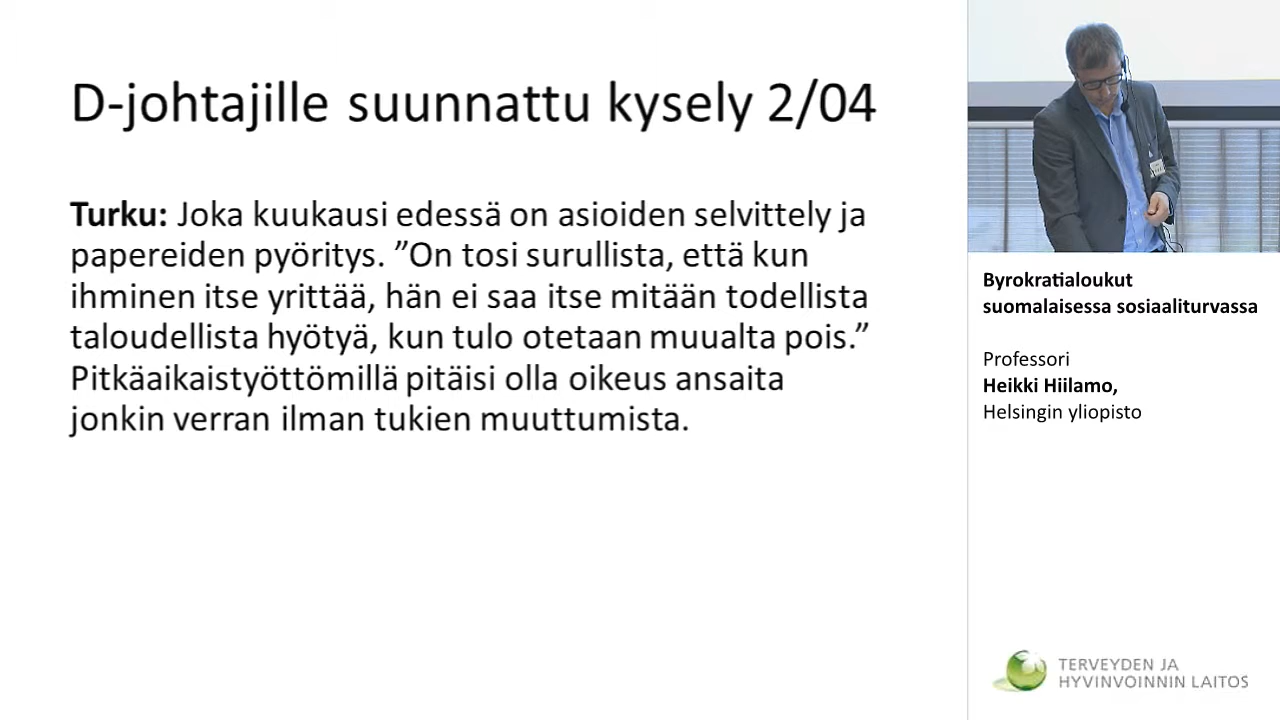 D-johtajille suunnattu kysely 2/04
Turku: Joka kuukausi edessä on asioiden selvittely ja
papereiden pyöritys. ”On tosi surullista, että kun
ihminen itse yrittää, hän ei saa itse mitään todellista
taloudellista hyötyä, kun tulo otetaan muualta pois.”
Pitkäaikaistyöttömillä pitäisi olla oikeus ansaita
jonkin verran ilman tukien muuttumista.
Byrokratialoukut
suomalaisessa sosiaaliturvassa
Professori
Heikki Hiilamo,
Helsingin yliopisto
TERVEYDEN JA
HYVINVOINNIN LAITOS